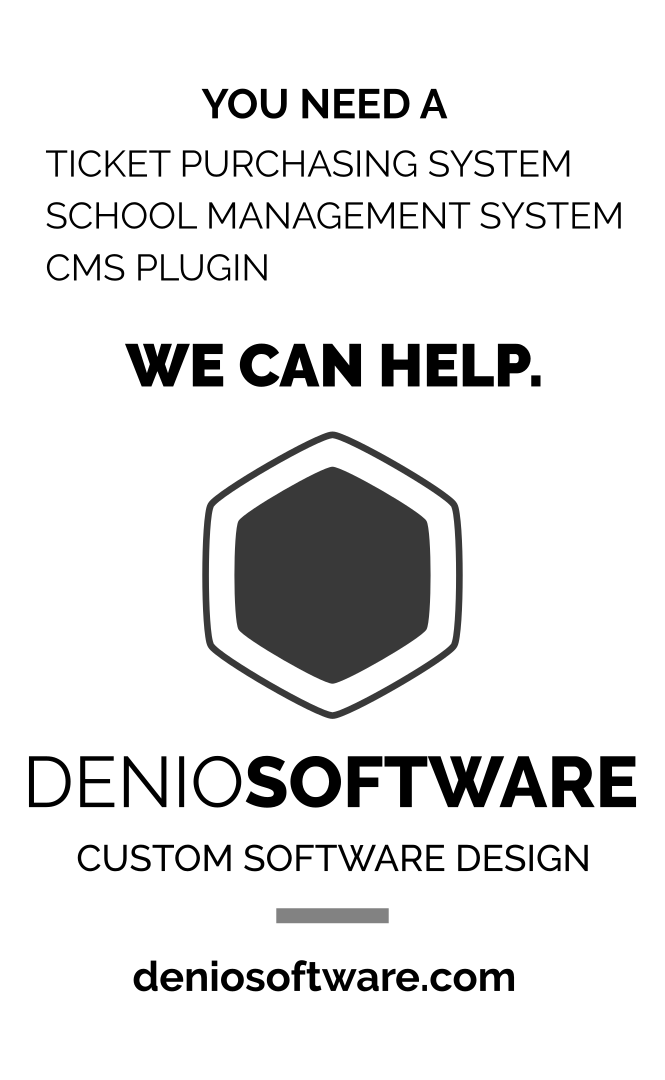 YOU NEED A
TICKET PURCHASING SYSTEM
SCHOOL MANAGEMENT SYSTEM
CMS PLUGIN
WE CAN HELP.
DENIOSOFTWARE
CUSTOM SOFTWARE DESIGN
deniosoftware.com